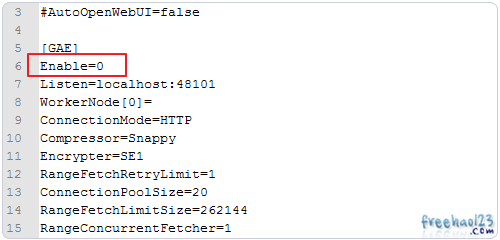 3 #AutoOpenWebUI=false
4
5 [GAE]
6 Enable=0
7 Listen=localhost:48101
8 WorkerNode[0]=
9 ConnectionMode=HTTP
10 Compressor=Snappy
11 Encrypter=SE1
12 RangeFetchRetryLimit=1
13 ConnectionPoolSize=20
14 RangeFetchLimitSize=262144
15 RangeConcurrentFetcher=1
freehao123
.com